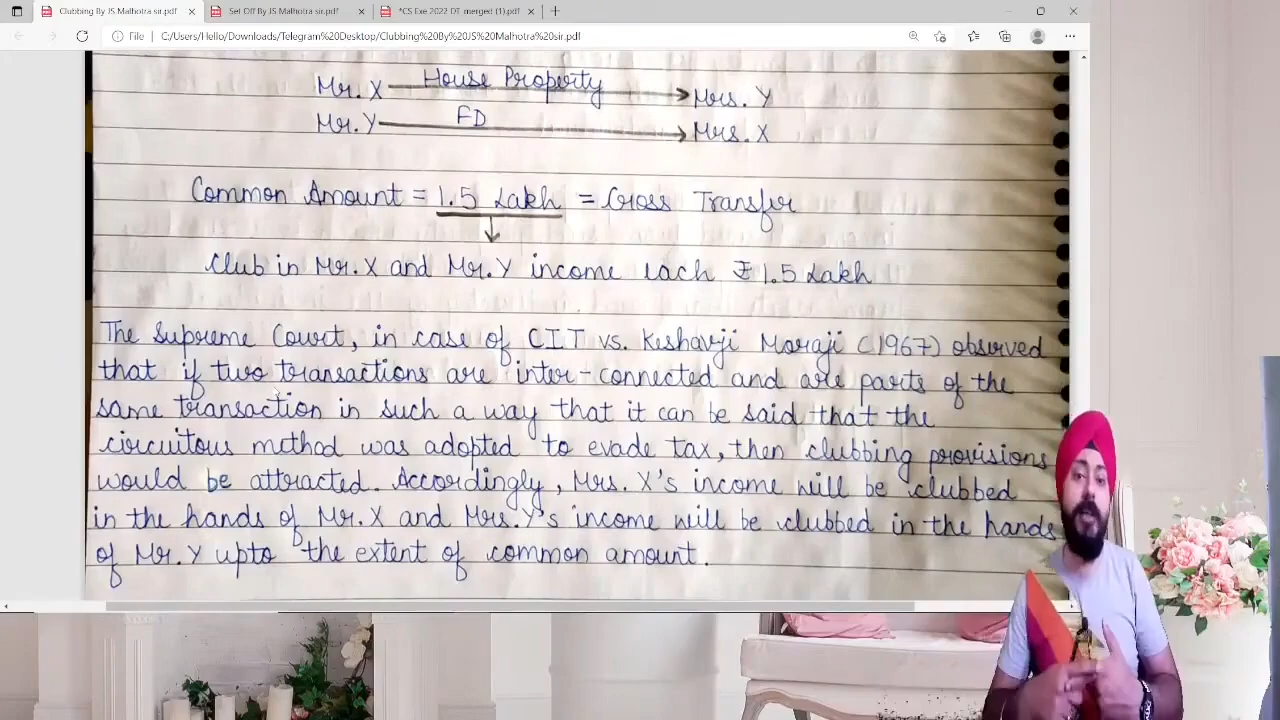 Clubbing By JS Malhotra sir.pdf
Set Off By JS Malhotra sir.pdf
*CS Exe 2022 DT merged (1).pdf
File
C:/Users/Hello/Downloads/Telegram%20Desktop/Clubbing%20By%20JS%20Malhotra%20sir.pdf
Mr. X House Property Mrs. Y
Mr. Y FD Mrs. X
Common Amount = 1.5 Lakh = Cross Transfer
Club in Mr. X and Mr. Y income each ₹ 1.5 Lakh
The Supreme Court, in case of CIT vs. Keshavji Moraji (1967) observed
that if two transactions are inter-connected and are parts of the
same transaction in such a way that it can be said that the
circuitous method was adopted to evade tax, then clubbing provisions
would be attracted. Accordingly, Mrs. X's income will be clubbed
in the hands of Mr. X and Mrs. Y's income will be clubbed in the hands
of Mr. Y upto the extent of common amount.